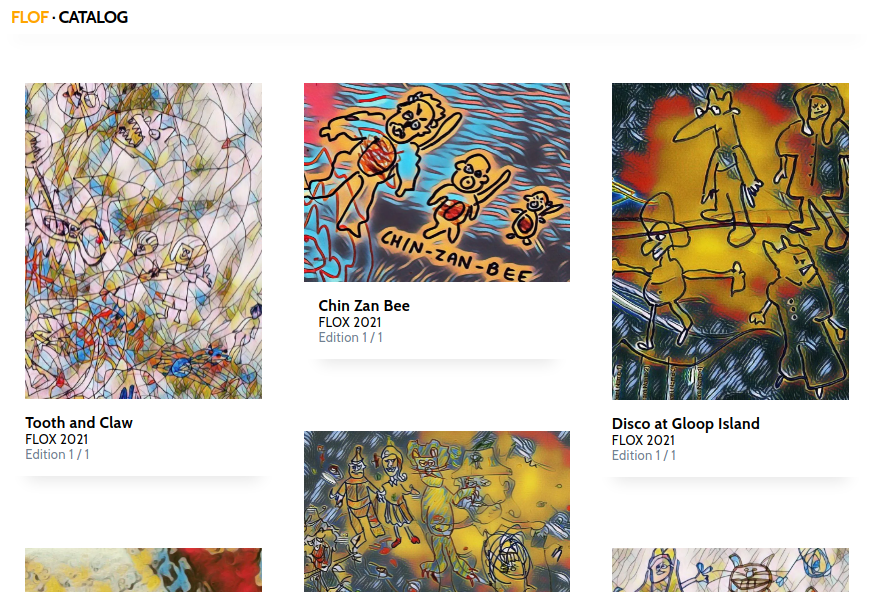 FLOF · CATALOG
CHIN-ZAN-BEE
Tooth and Claw
FLOX 2021
Edition 1 / 1
Chin Zan Bee
FLOX 2021
Edition 1 / 1
Disco at Gloop Island
FLOX 2021
Edition 1 / 1